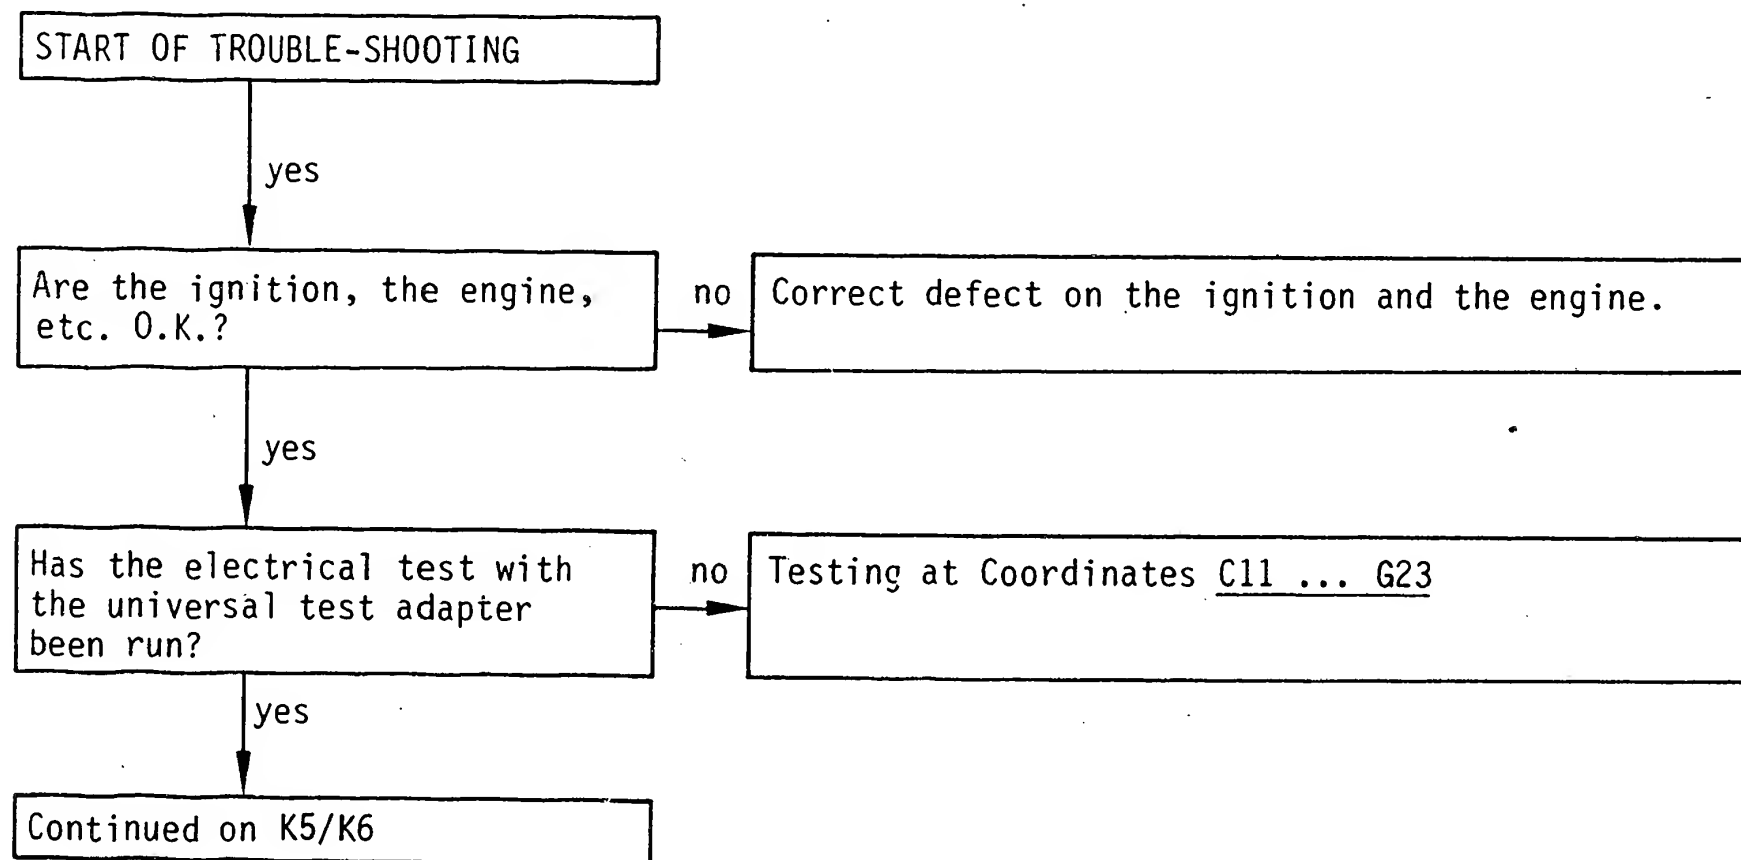 START OF TROUBLE-SHOOTING
yes
Are the ignition, the engine,
etc. O.K.?
no
Correct defect on the ignition and the engine.
yes
Has the electrical test with
the universal test adapter
been run?
no
Testing at Coordinates C11 ... G23
yes
Continued on K5/K6